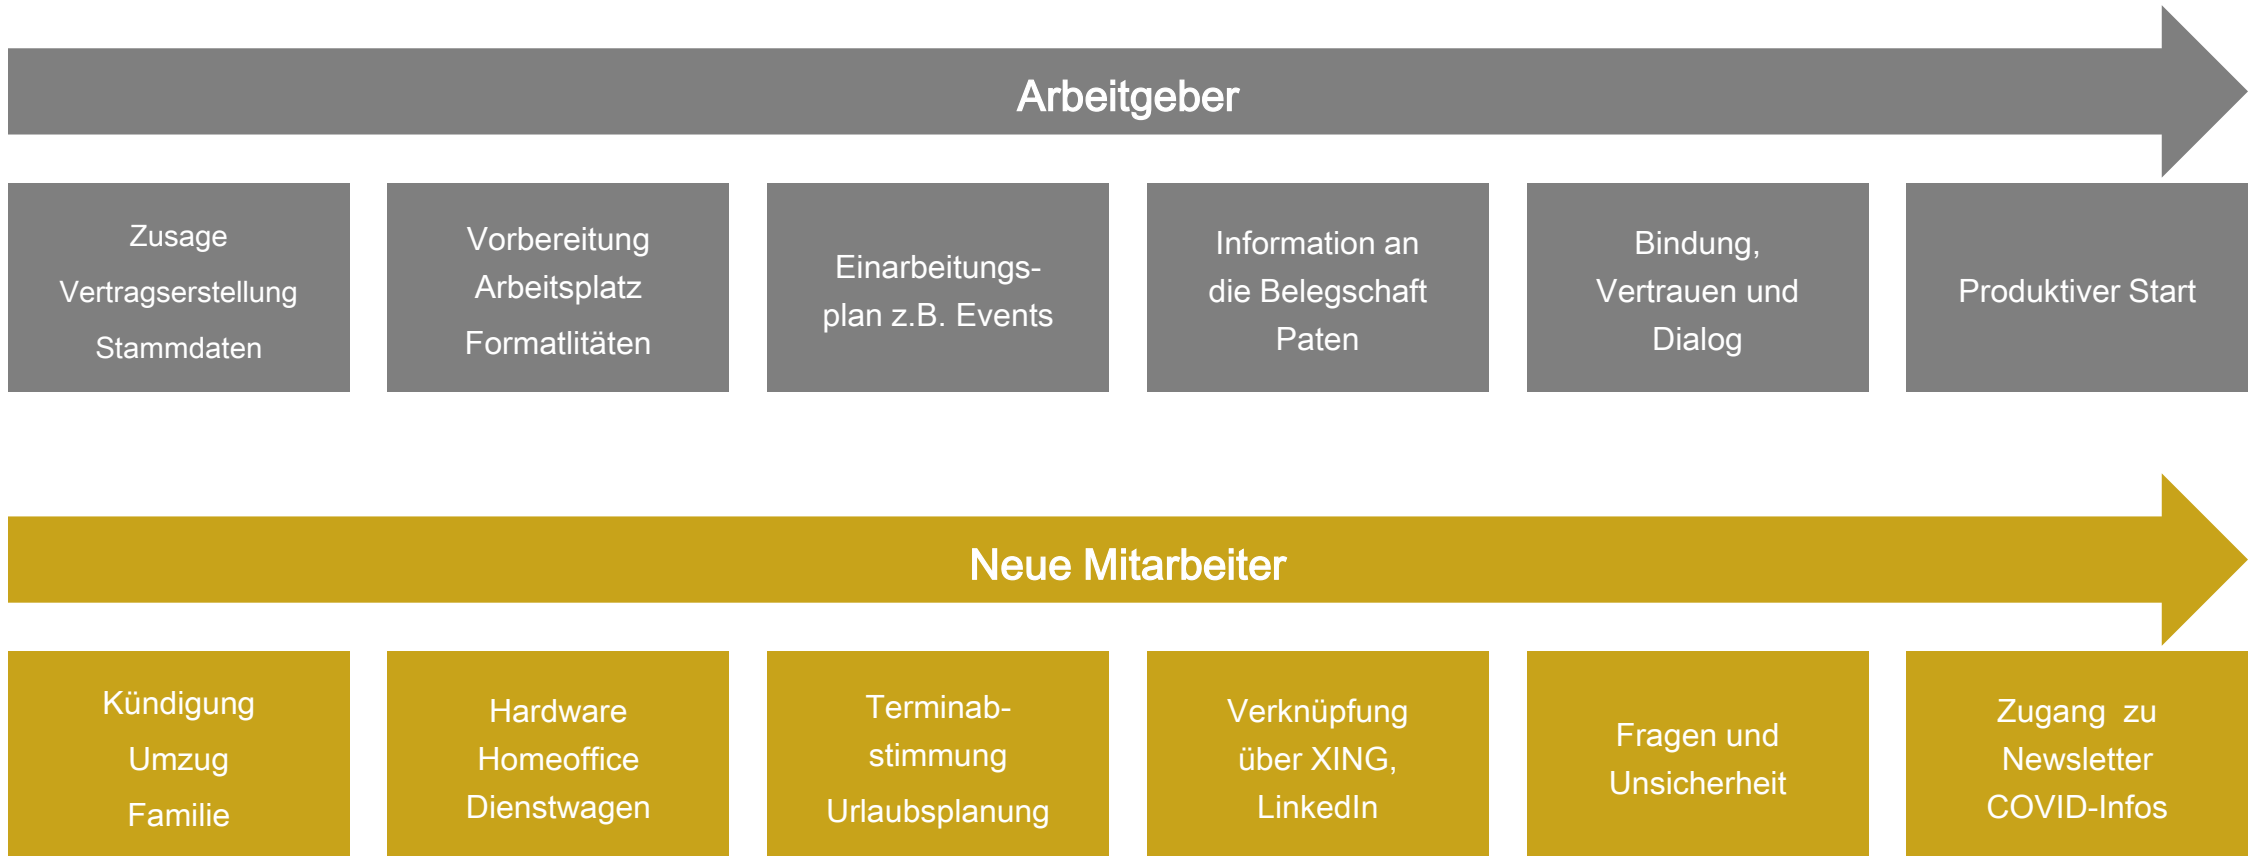 Arbeitgeber
Zusage
Vertragserstellung
Stammdaten
Vorbereitung
Arbeitsplatz
Formatlitäten
Einarbeitungs-
plan z.B. Events
Information an
die Belegschaft
Paten
Bindung,
Vertrauen und
Dialog
Produktiver Start
Neue Mitarbeiter
Kündigung
Umzug
Familie
Hardware
Homeoffice
Dienstwagen
Terminab-
stimmung
Urlaubsplanung
Verknüpfung
über XING,
LinkedIn
Fragen und
Unsicherheit
Zugang  zu
Newsletter
COVID-Infos